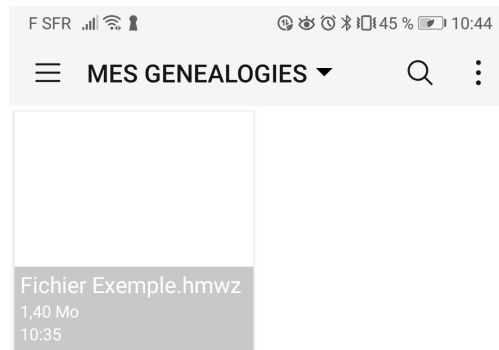 F SFR 45 % 10:44
MES GENEALOGIES
Fichier Exemple.hmwz
1,40 Mo
10:35